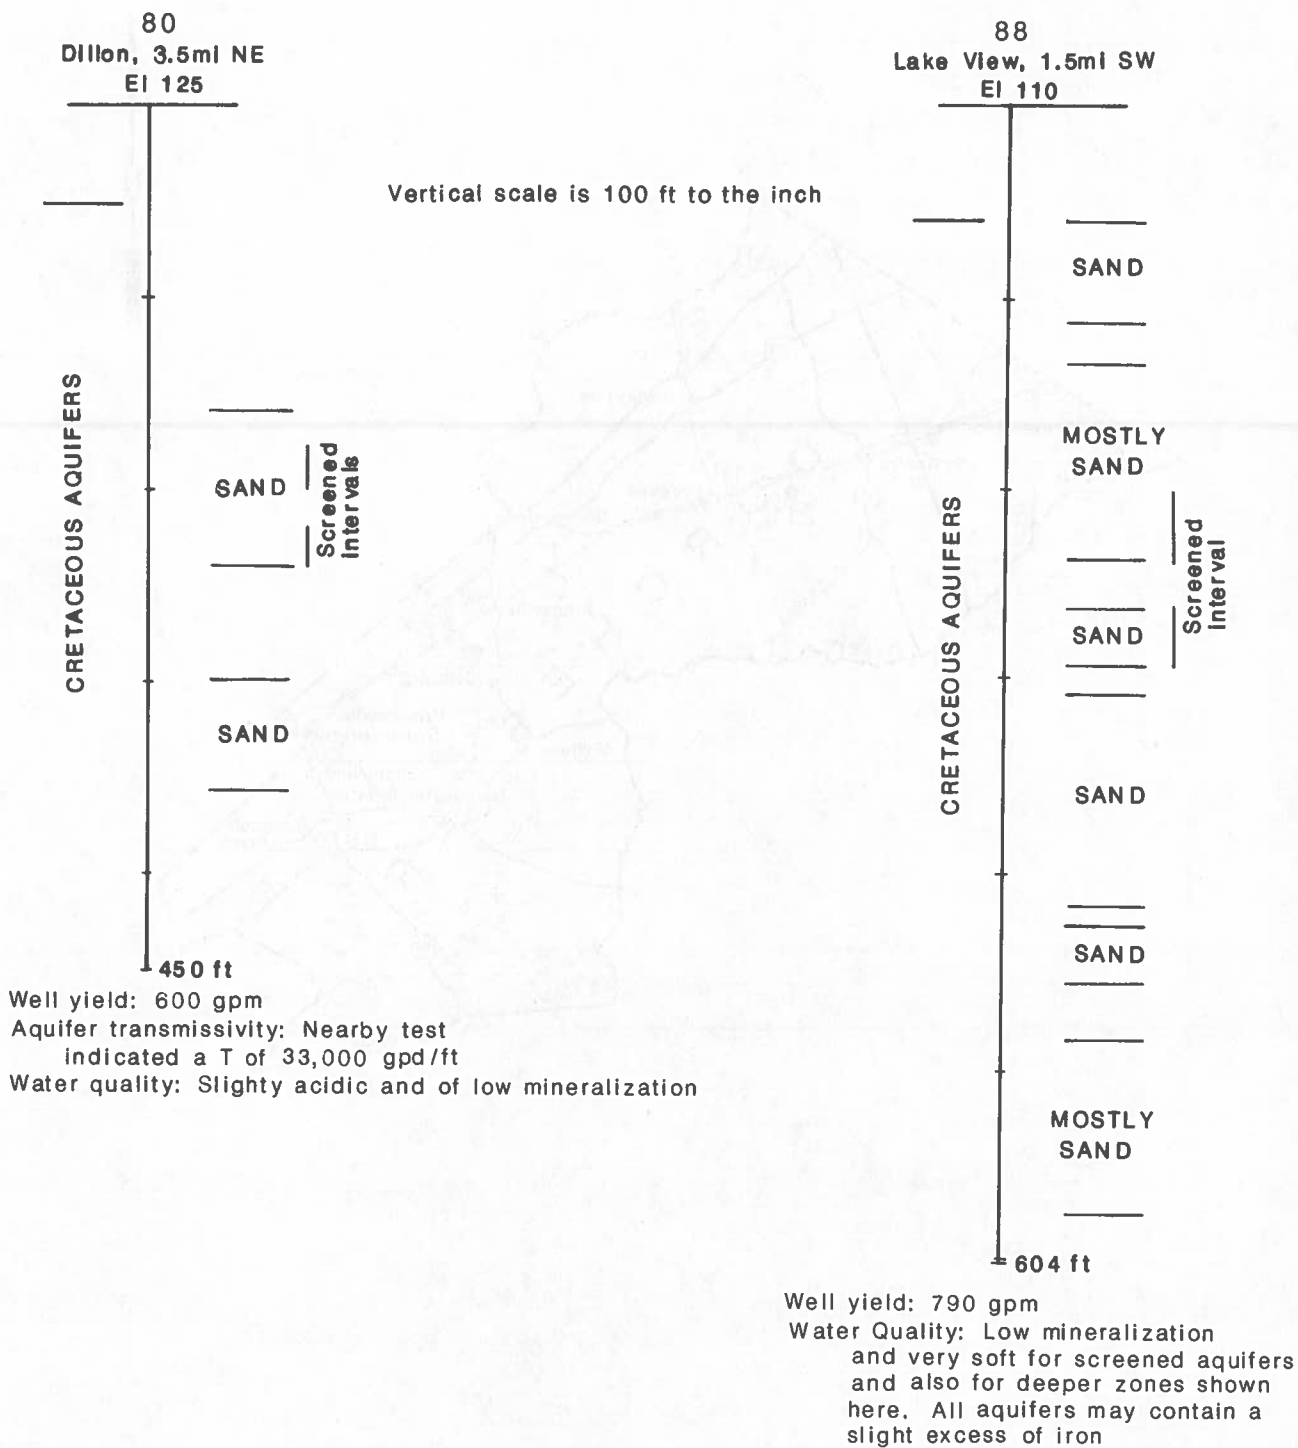 80
Dillon, 3.5mi NE
El 125
88
Lake View, 1.5mi SW
El 110
Vertical scale is 100 ft to the inch
CRETACEOUS AQUIFERS
SAND
Screened
intervals
SAND
450 ft
Well yield: 600 gpm
Aquifer transmissivity: Nearby test
indicated a T of 33,000 gpd/ft
Water quality: Slighty acidic and of low mineralization
CRETACEOUS AQUIFERS
SAND
MOSTLY
SAND
Screened
interval
SAND
SAND
SAND
MOSTLY
SAND
604 ft
Well yield: 790 gpm
Water Quality: Low mineralization
and very soft for screened aquifers
and also for deeper zones shown
here. All aquifers may contain a
slight excess of iron